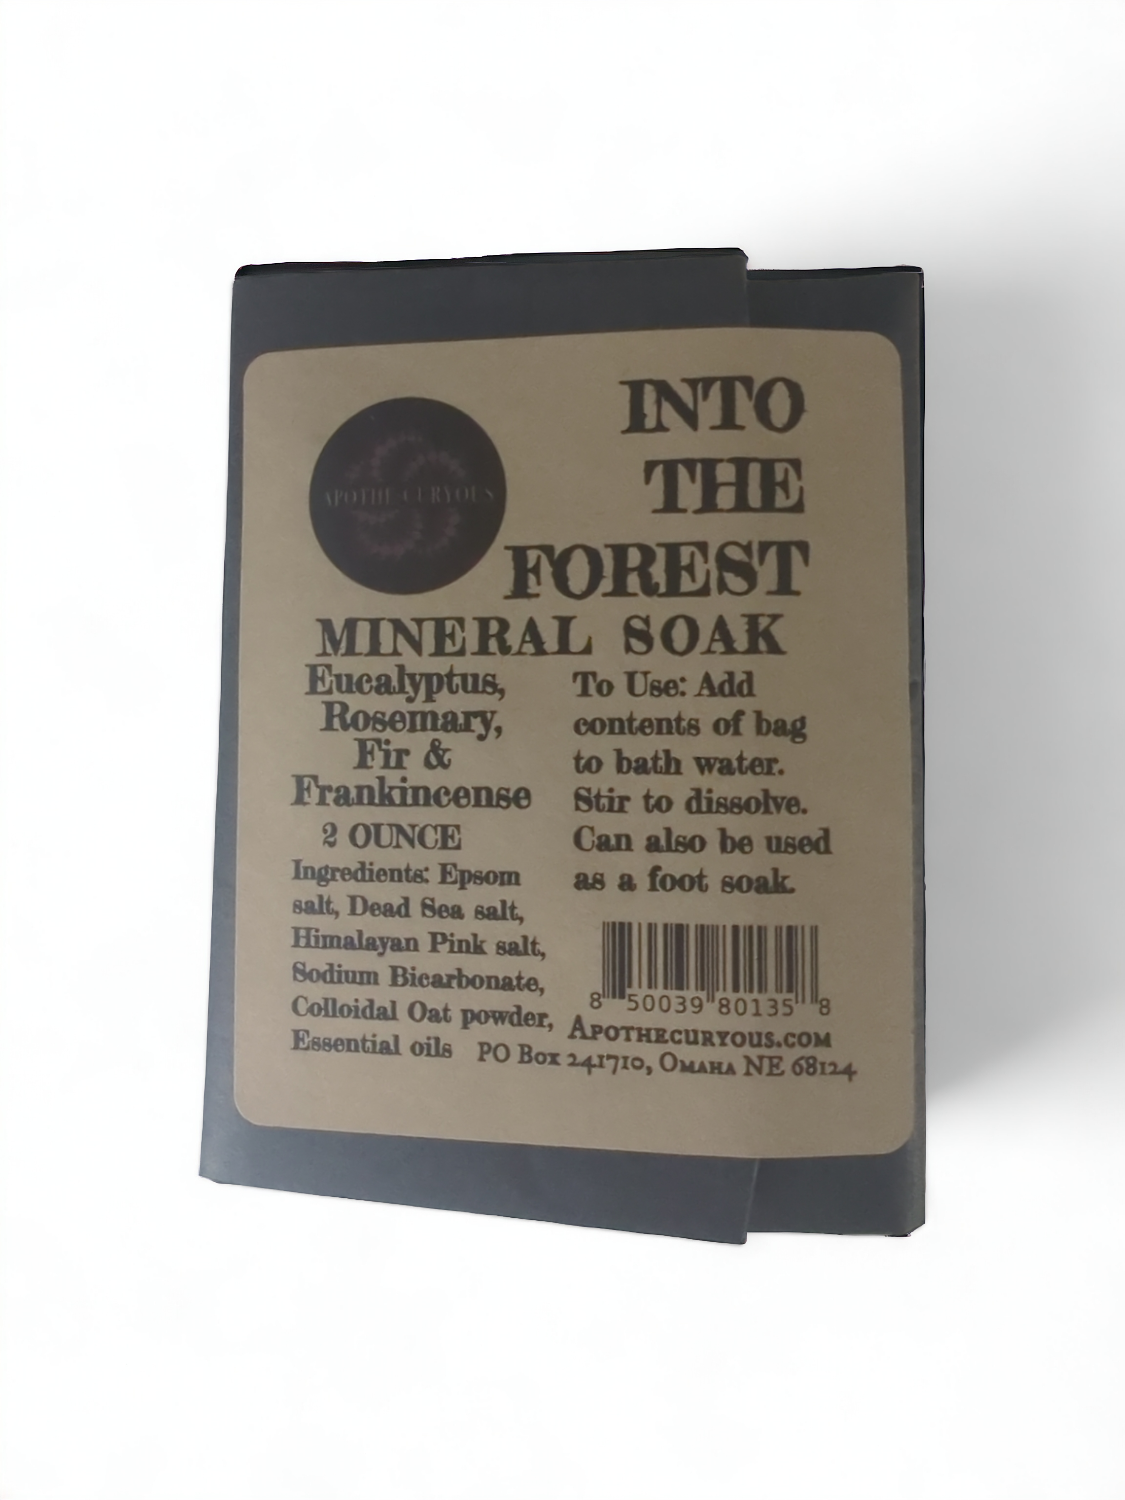 APOTHE CURYOUS
INTO
THE
FOREST
MINERAL SOAK
Eucalyptus,
Rosemary,
Fir &
Frankincense
2 OUNCE
Ingredients: Epsom
salt, Dead Sea salt,
Himalayan Pink salt,
Sodium Bicarbonate,
Colloidal Oat powder,
Essential oils
To Use: Add
contents of bag
to bath water.
Stir to dissolve.
Can also be used
as a foot soak.
8 50039 80135 8
APOTHECURYOUS.COM
PO Box 241710, OMAHA NE 68124